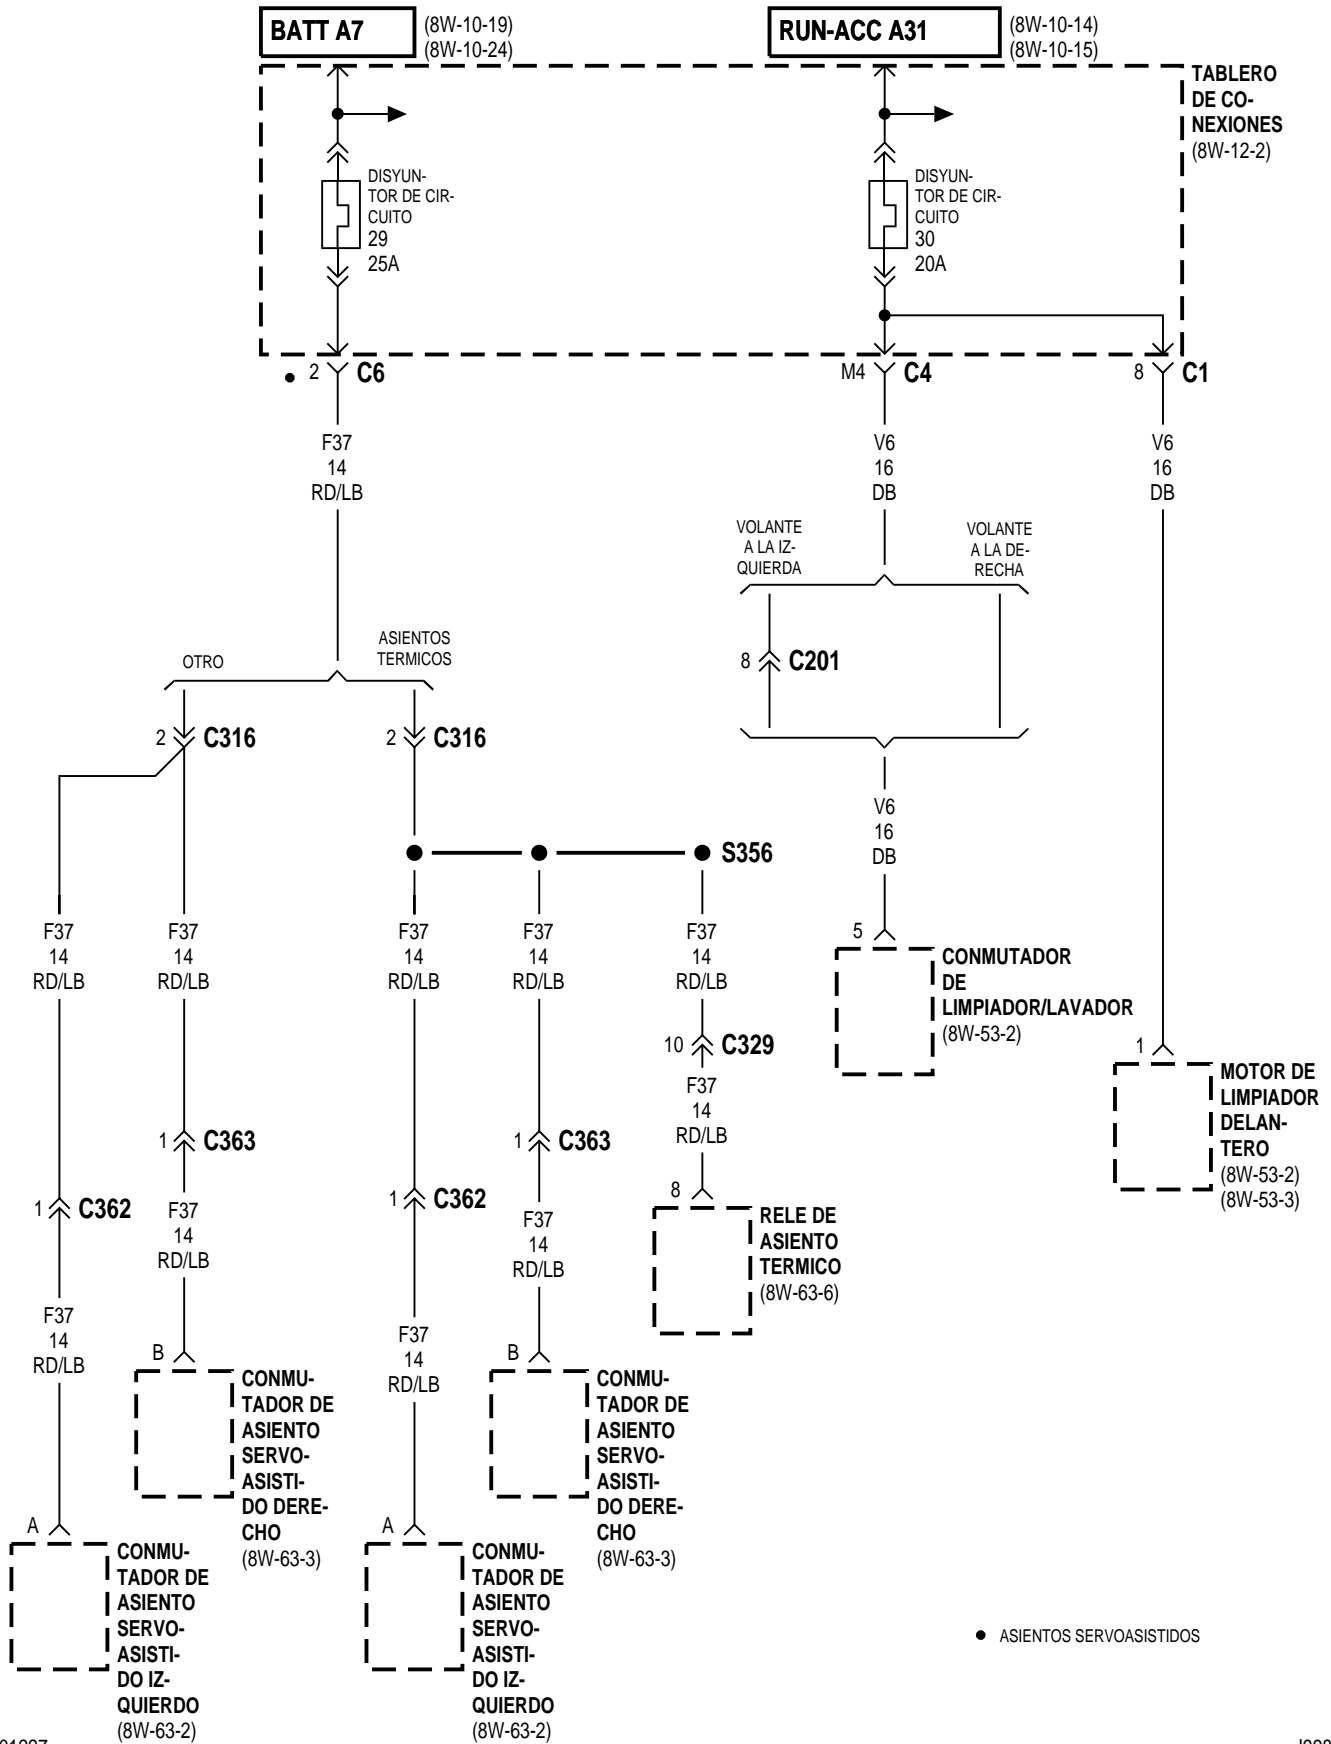 BATT A7
(8W-10-19)
(8W-10-24)
RUN-ACC A31
(8W-10-14)
(8W-10-15)
TABLERO
DE CO-
NEXIONES
(8W-12-2)
DISYUN-
TOR DE CIR-
CUITO
29
25A
DISYUN-
TOR DE CIR-
CUITO
30
20A
2 C6
M4 C4
8 C1
F37
14
RD/LB
V6
16
DB
V6
16
DB
VOLANTE
A LA IZ-
QUIERDA
VOLANTE
A LA DE-
RECHA
8 C201
OTRO
ASIENTOS
TERMICOS
2 C316
2 C316
V6
16
DB
S356
F37
14
RD/LB
F37
14
RD/LB
F37
14
RD/LB
F37
14
RD/LB
F37
14
RD/LB
5
CONMUTADOR
DE
LIMPIADOR/LAVADOR
(8W-53-2)
10 C329
1
MOTOR DE
LIMPIADOR
DELAN-
TERO
(8W-53-2)
(8W-53-3)
F37
14
RD/LB
1 C363
1 C363
1 C362
1 C362
8
RELE DE
ASIENTO
TERMICO
(8W-63-6)
F37
14
RD/LB
F37
14
RD/LB
F37
14
RD/LB
F37
14
RD/LB
B
CONMU-
TADOR DE
ASIENTO
SERVO-
ASISTI-
DO DERE-
CHO
(8W-63-3)
B
CONMU-
TADOR DE
ASIENTO
SERVO-
ASISTI-
DO DERE-
CHO
(8W-63-3)
A
CONMU-
TADOR DE
ASIENTO
SERVO-
ASISTI-
DO IZ-
QUIERDO
(8W-63-2)
A
CONMU-
TADOR DE
ASIENTO
SERVO-
ASISTI-
DO IZ-
QUIERDO
(8W-63-2)
ASIENTOS SERVOASISTIDOS